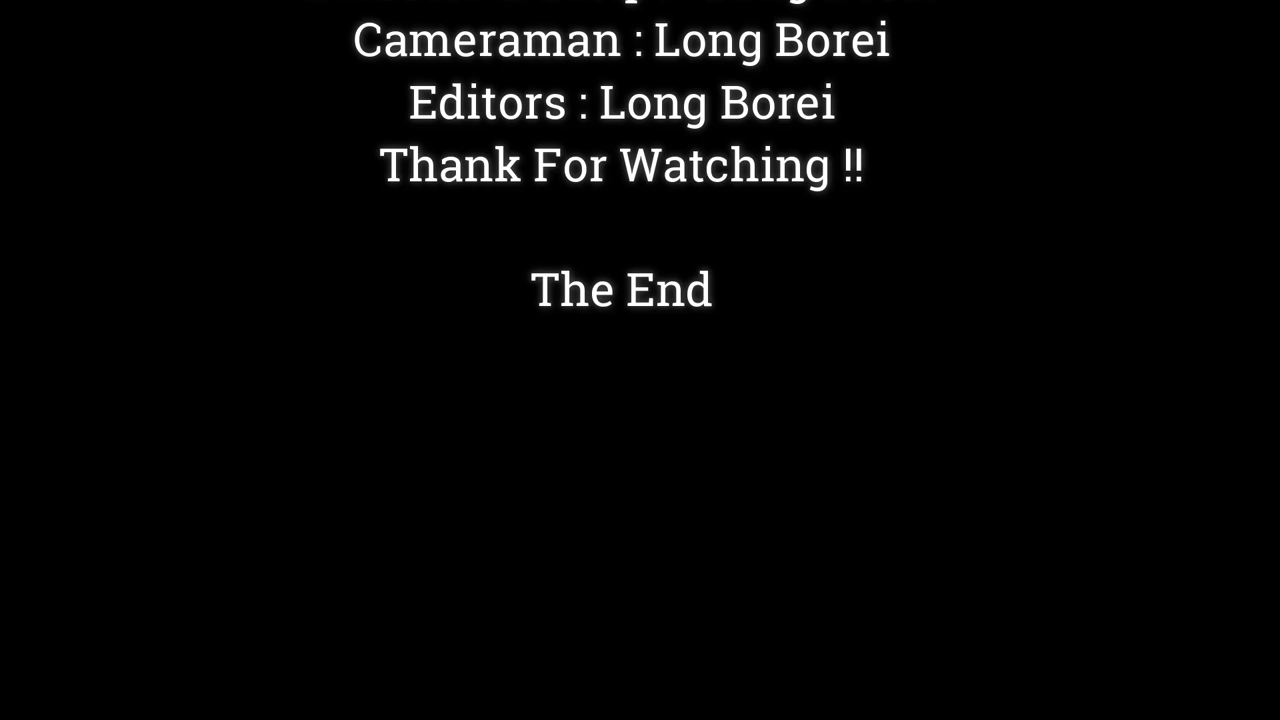 Cameraman : Long Borei
Editors : Long Borei
Thank For Watching !!
The End